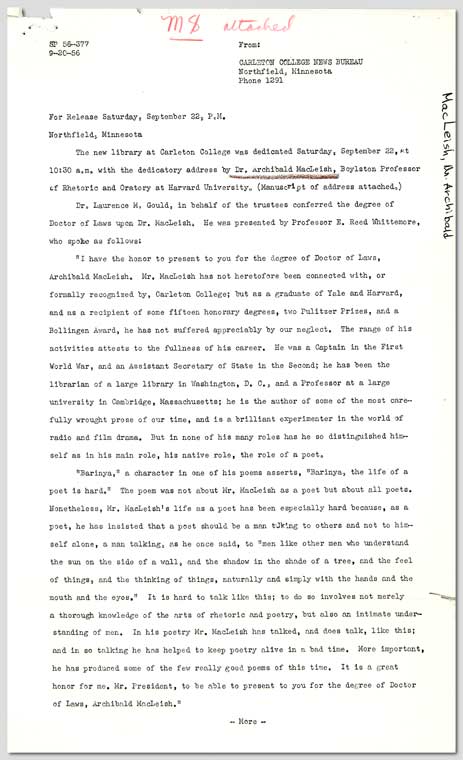 MS attached
ST 56-377
9-20-56
From:
CARLETON COLLEGE NEWS BUREAU
Northfield, Minnesota
Phone 1291
MacLeish, Dr. Archibald
For Release Saturday, September 22, P.M.
Northfield, Minnesota
The new library at Carleton College was dedicated Saturday, September 22, at
10:30 a.m. with the dedicatory address by Dr. Archibald MacLeish, Boylston Professor
of Rhetoric and Oratory at Harvard University. (Manuscript of address attached.)
Dr. Laurence M. Gould, in behalf of the trustees conferred the degree of
Doctor of Laws upon Dr. MacLeish. He was presented by Professor E. Reed Whittemore,
who spoke as follows:
"I have the honor to present to you for the degree of Doctor of Laws,
Archibald MacLeish. Mr. MacLeish has not heretofore been connected with, or
formally recognized by, Carleton College; but as a graduate of Yale and Harvard,
and as a recipient of some fifteen honorary degrees, two Pulitzer Prizes, and a
Bollingen Award, he has not suffered appreciably by our neglect. The range of his
activities attests to the fullness of his career. He was a Captain in the First
World War, and an Assistant Secretary of State in the Second; he has been the
librarian of a large library in Washington, D. C., and a Professor at a large
university in Cambridge, Massachusetts; he is the author of some of the most care-
fully wrought prose of our time, and is a brilliant experimenter in the world of
radio and film drama. But in none of his many roles has he so distinguished him-
self as in his main role, his native role, the role of a poet.
"Barinya," a character in one of his poems asserts, "Barinya, the life of a
poet is hard." The poem was not about Mr. MacLeish as a poet but about all poets.
Nonetheless, Mr. MacLeish's life as a poet has been especially hard because, as a
poet, he has insisted that a poet should be a man tJking to others and not to him-
self alone, a man talking, as he once said, to "men like other men who understand
the sun on the side of a wall, and the shadow in the shade of a tree, and the feel
of things, and the thinking of things, naturally and simply with the hands and the
mouth and the eyes." It is hard to talk like this; to do so involves not merely
a thorough knowledge of the arts of rhetoric and poetry, but also an intimate under-
standing of men. In his poetry Mr. MacLeish has talked, and does talk, like this;
and in so talking he has helped to keep poetry alive in a bad time. More important,
he has produced some of the few really good poems of this time. It is a great
honor for me, Mr. President, to be able to present to you for the degree of Doctor
of Laws, Archibald MacLeish."
- More -